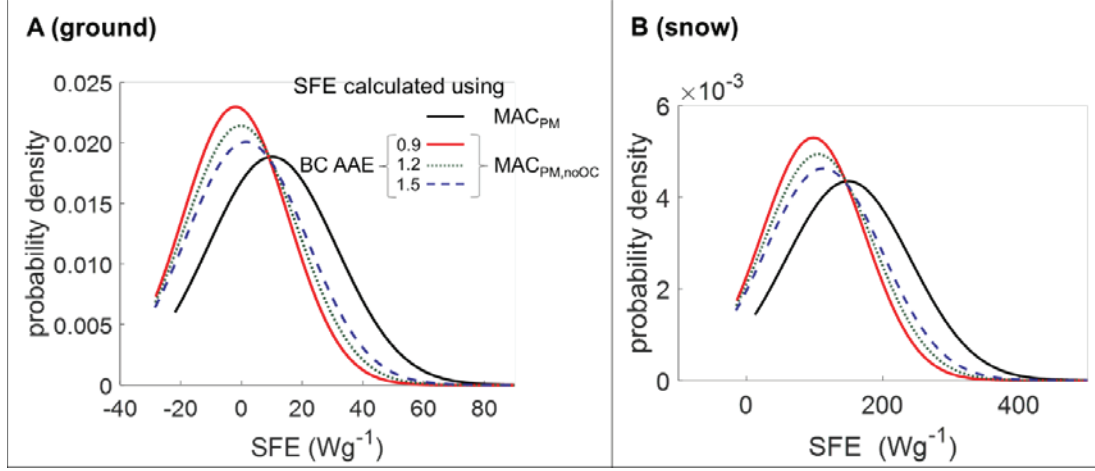 A (ground)
SFE calculated using
MAC_PM
BC AAE
0.9
1.2
1.5
MAC_PM,noOC
probability density
0.025
0.020
0.015
0.010
0.005
0
-40 -20 0 20 40 60 80
SFE (Wg⁻¹)
B (snow)
×10⁻³
probability density
6
4
2
0
0 200 400
SFE (Wg⁻¹)